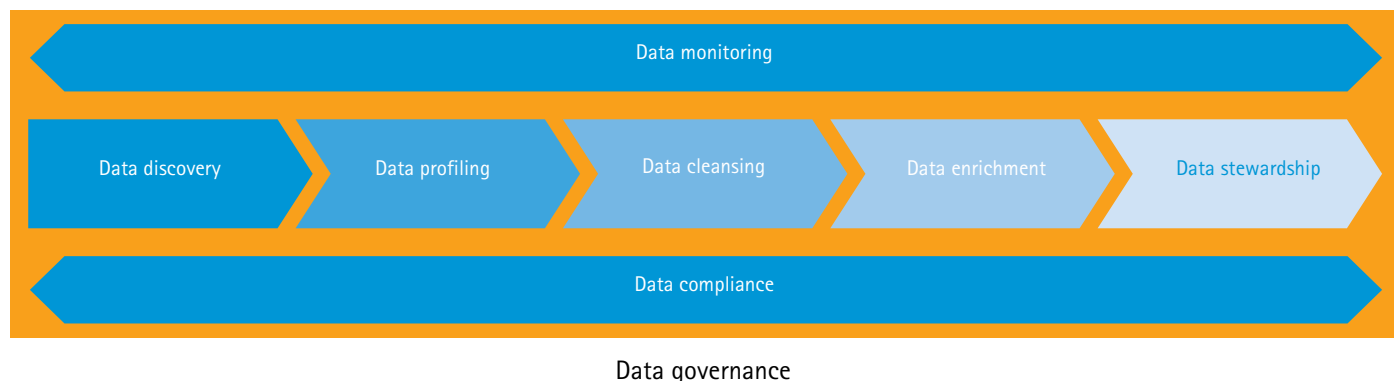 Data monitoring
Data discovery
Data profiling
Data cleansing
Data enrichment
Data stewardship
Data compliance
Data governance